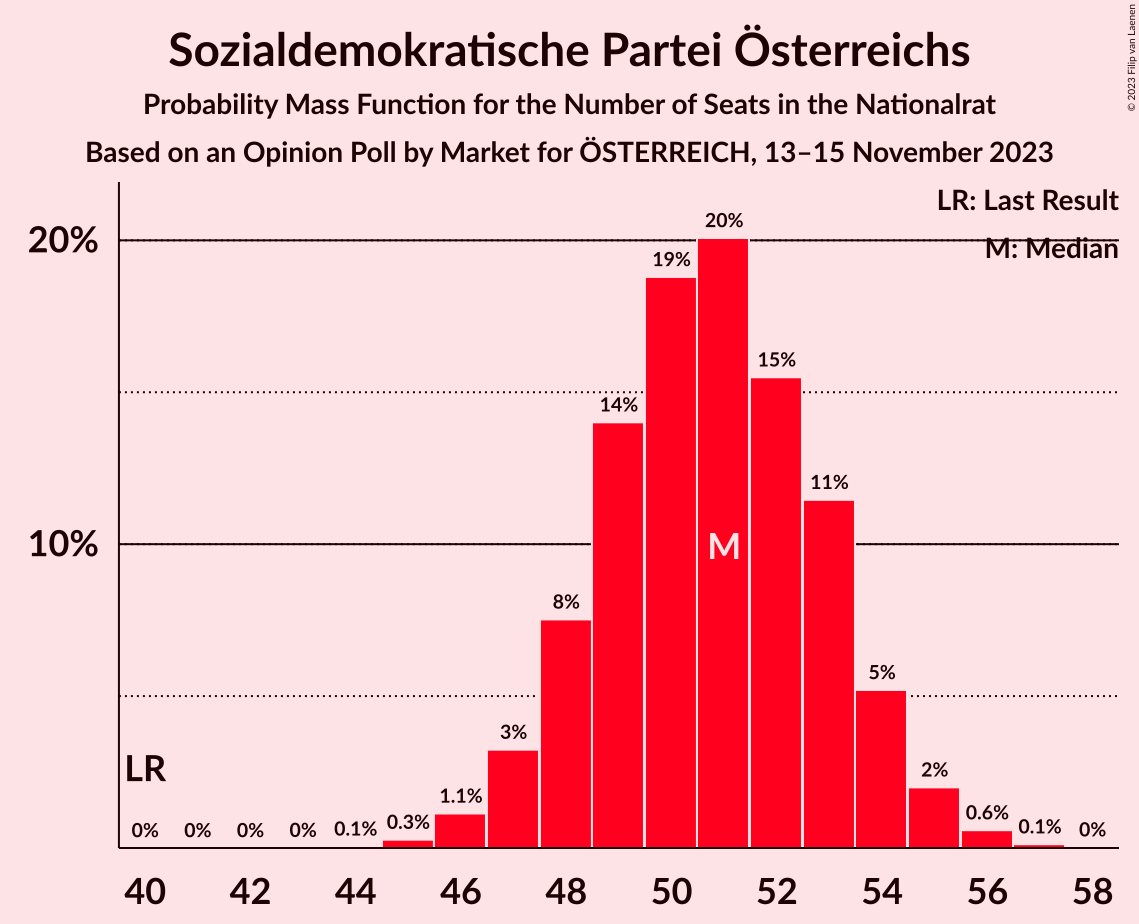 Sozialdemokratische Partei Österreichs
Probability Mass Function for the Number of Seats in the Nationalrat
Based on an Opinion Poll by Market for ÖSTERREICH, 13–15 November 2023
© 2023 Filip van Laenen
LR: Last Result
M: Median
20%
10%
20%
19%
15%
14%
11%
M
8%
5%
3%
2%
LR
1.1%
0.6%
0.3%
0.1%
0.1%
0%
0%
0%
0%
0%
40 42 44 46 48 50 52 54 56 58